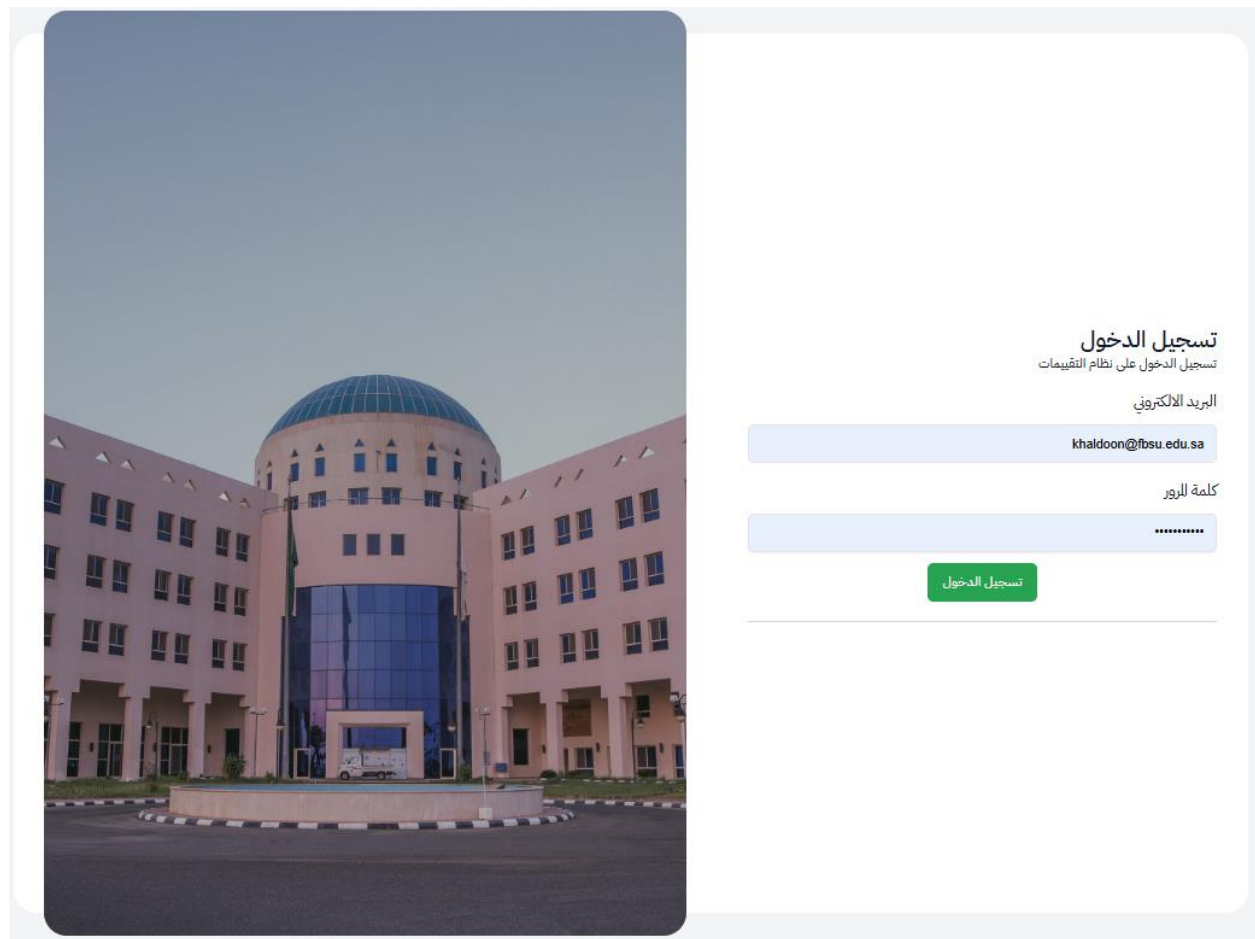 تسجيل الدخول
تسجيل الدخول على نظام التقييمات
البريد الالكتروني
khaldoon@fbsu.edu.sa
كلمة المرور
•••••••••••
تسجيل الدخول